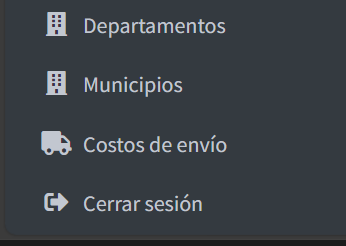 Departamentos
Municipios
Costos de envío
Cerrar sesión